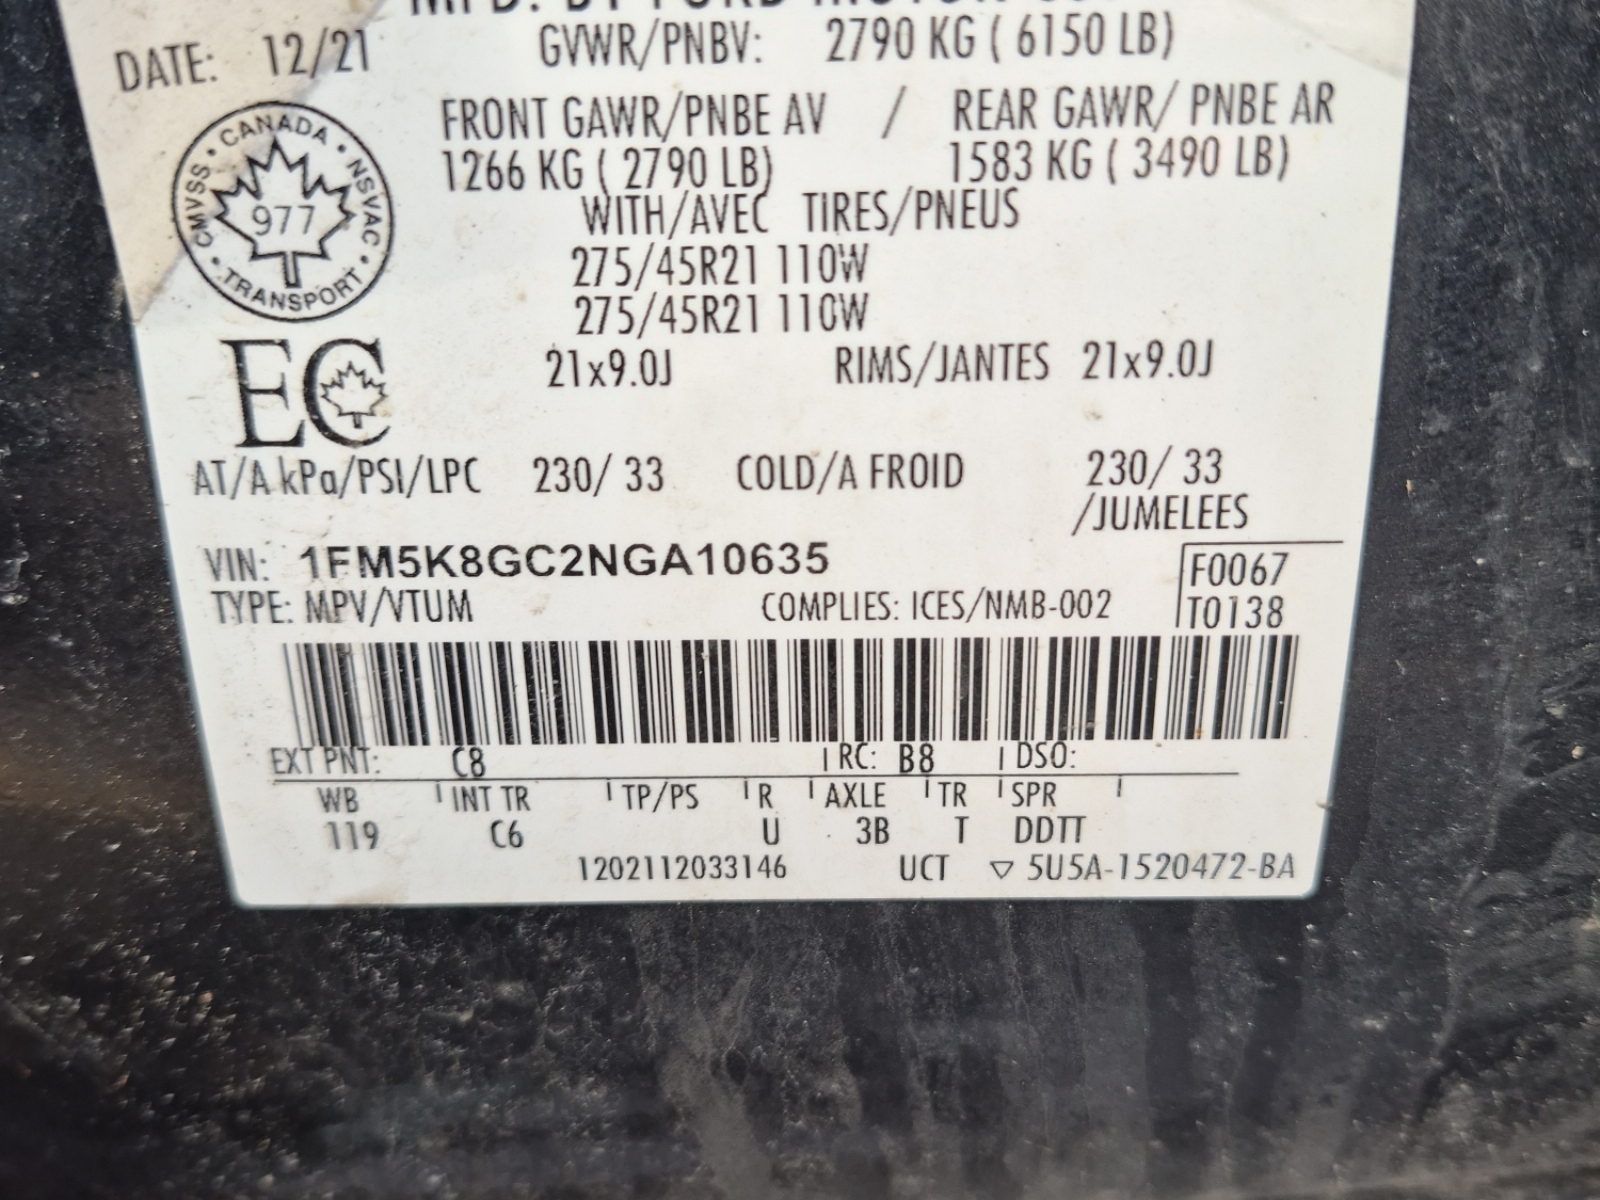 MFD. BY FORD MOTOR
DATE: 12/21 GVWR/PNBV: 2790 KG ( 6150 LB)
FRONT GAWR/PNBE AV / REAR GAWR/ PNBE AR
1266 KG ( 2790 LB) 1583 KG ( 3490 LB)
WITH/AVEC TIRES/PNEUS
275/45R21 110W
275/45R21 110W
21x9.0J RIMS/JANTES 21x9.0J
CANADA • NSVAC • TRANSPORT • CMVSS •
977
EC
AT/A kPa/PSI/LPC 230/ 33 COLD/A FROID 230/ 33
/JUMELEES
VIN: 1FM5K8GC2NGA10635 F0067
TYPE: MPV/VTUM COMPLIES: ICES/NMB-002 T0138
EXT PNT: C8 RC: B8 DSO:
WB INT TR TP/PS R AXLE TR SPR
119 C6 U 3B T DDTT
1202112033146 UCT ▽ 5U5A-1520472-BA